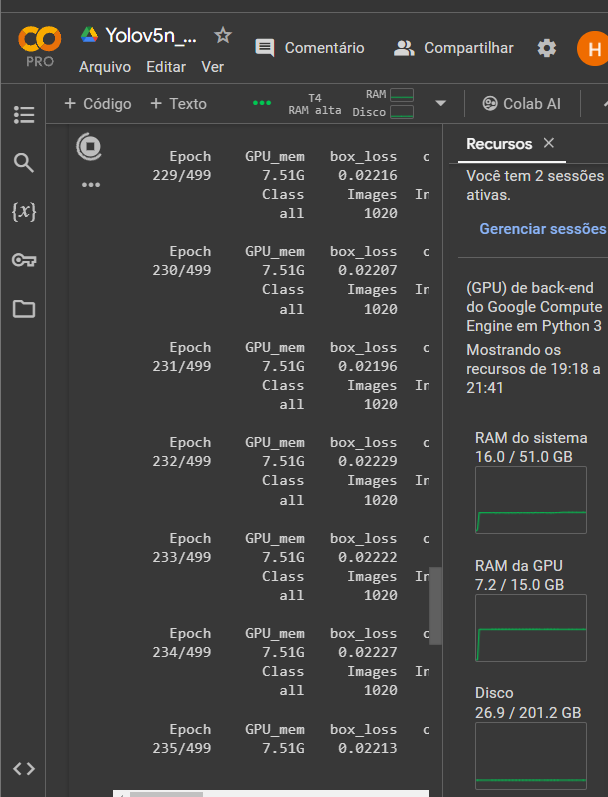 CO
PRO
Yolov5n_...
Comentário
Compartilhar
H
Arquivo Editar Ver
+ Código + Texto
T4
RAM alta
RAM
Disco
Colab AI
{x}
Epoch GPU_mem box_loss
229/499 7.51G 0.02216
Class Images In
all 1020
Epoch GPU_mem box_loss
230/499 7.51G 0.02207
Class Images In
all 1020
Epoch GPU_mem box_loss
231/499 7.51G 0.02196
Class Images In
all 1020
Epoch GPU_mem box_loss
232/499 7.51G 0.02229
Class Images In
all 1020
Epoch GPU_mem box_loss
233/499 7.51G 0.02222
Class Images In
all 1020
Epoch GPU_mem box_loss
234/499 7.51G 0.02227
Class Images In
all 1020
Epoch GPU_mem box_loss
235/499 7.51G 0.02213
Recursos
Você tem 2 sessões
ativas.
Gerenciar sessões
(GPU) de back-end
do Google Compute
Engine em Python 3
Mostrando os
recursos de 19:18 a
21:41
RAM do sistema
16.0 / 51.0 GB
RAM da GPU
7.2 / 15.0 GB
Disco
26.9 / 201.2 GB